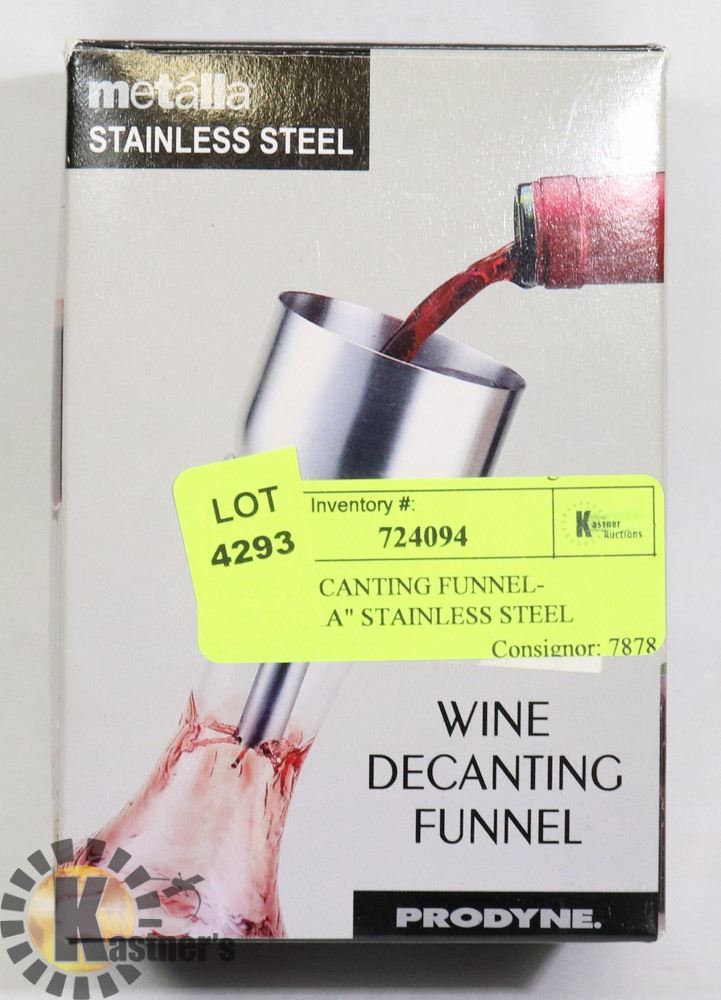 metálla
STAINLESS STEEL
LOT
4293
Inventory #:
724094
Kastner
Auctions
CANTING FUNNEL-
A" STAINLESS STEEL
Consignor: 7878
WINE
DECANTING
FUNNEL
PRODYNE.
Kastner's